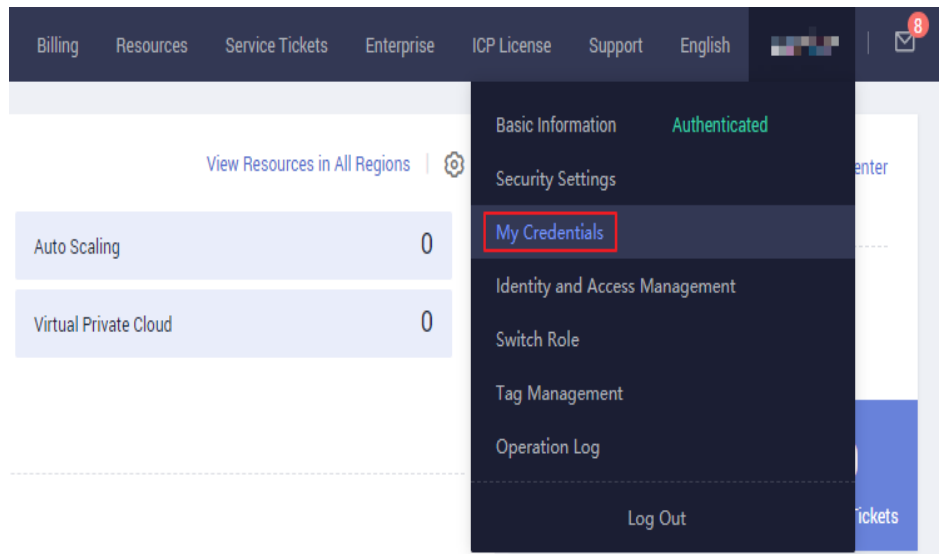 Billing Resources Service Tickets Enterprise ICP License Support English 8
Basic Information Authenticated
View Resources in All Regions
Security Settings
enter
My Credentials
Auto Scaling 0
Identity and Access Management
Virtual Private Cloud 0
Switch Role
Tag Management
Operation Log
Log Out
ickets